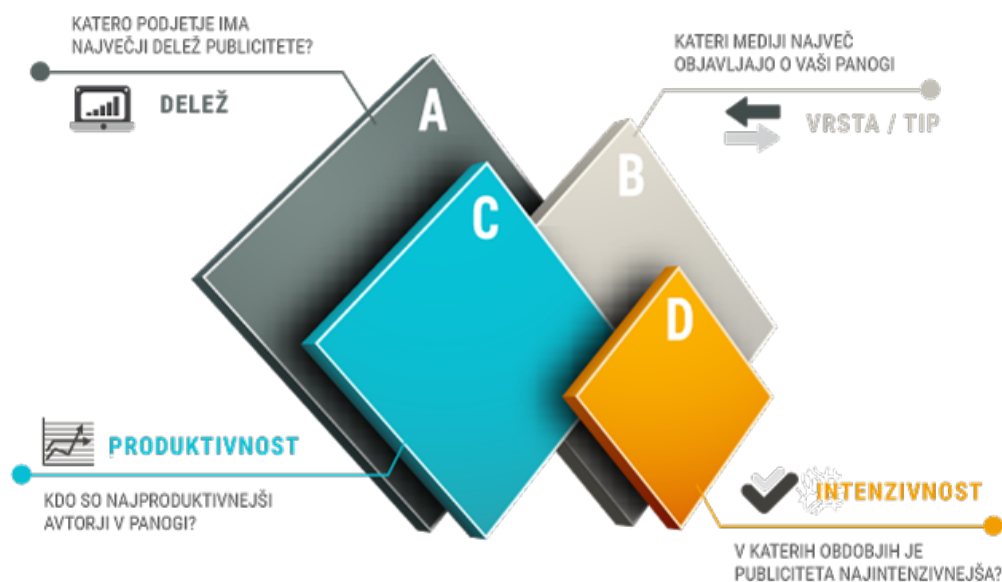 KATERO PODJETJE IMA
NAJVEČJI DELEŽ PUBLICITETE?
DELEŽ
A
KATERI MEDIJI NAJVEČ
OBJAVLJAJO O VAŠI PANOGI
VRSTA / TIP
B
C
D
PRODUKTIVNOST
KDO SO NAJPRODUKTIVNEJŠI
AVTORJI V PANOGI?
INTENZIVNOST
V KATERIH OBDOBJIH JE
PUBLICITETA NAJINTENZIVNEJŠA?